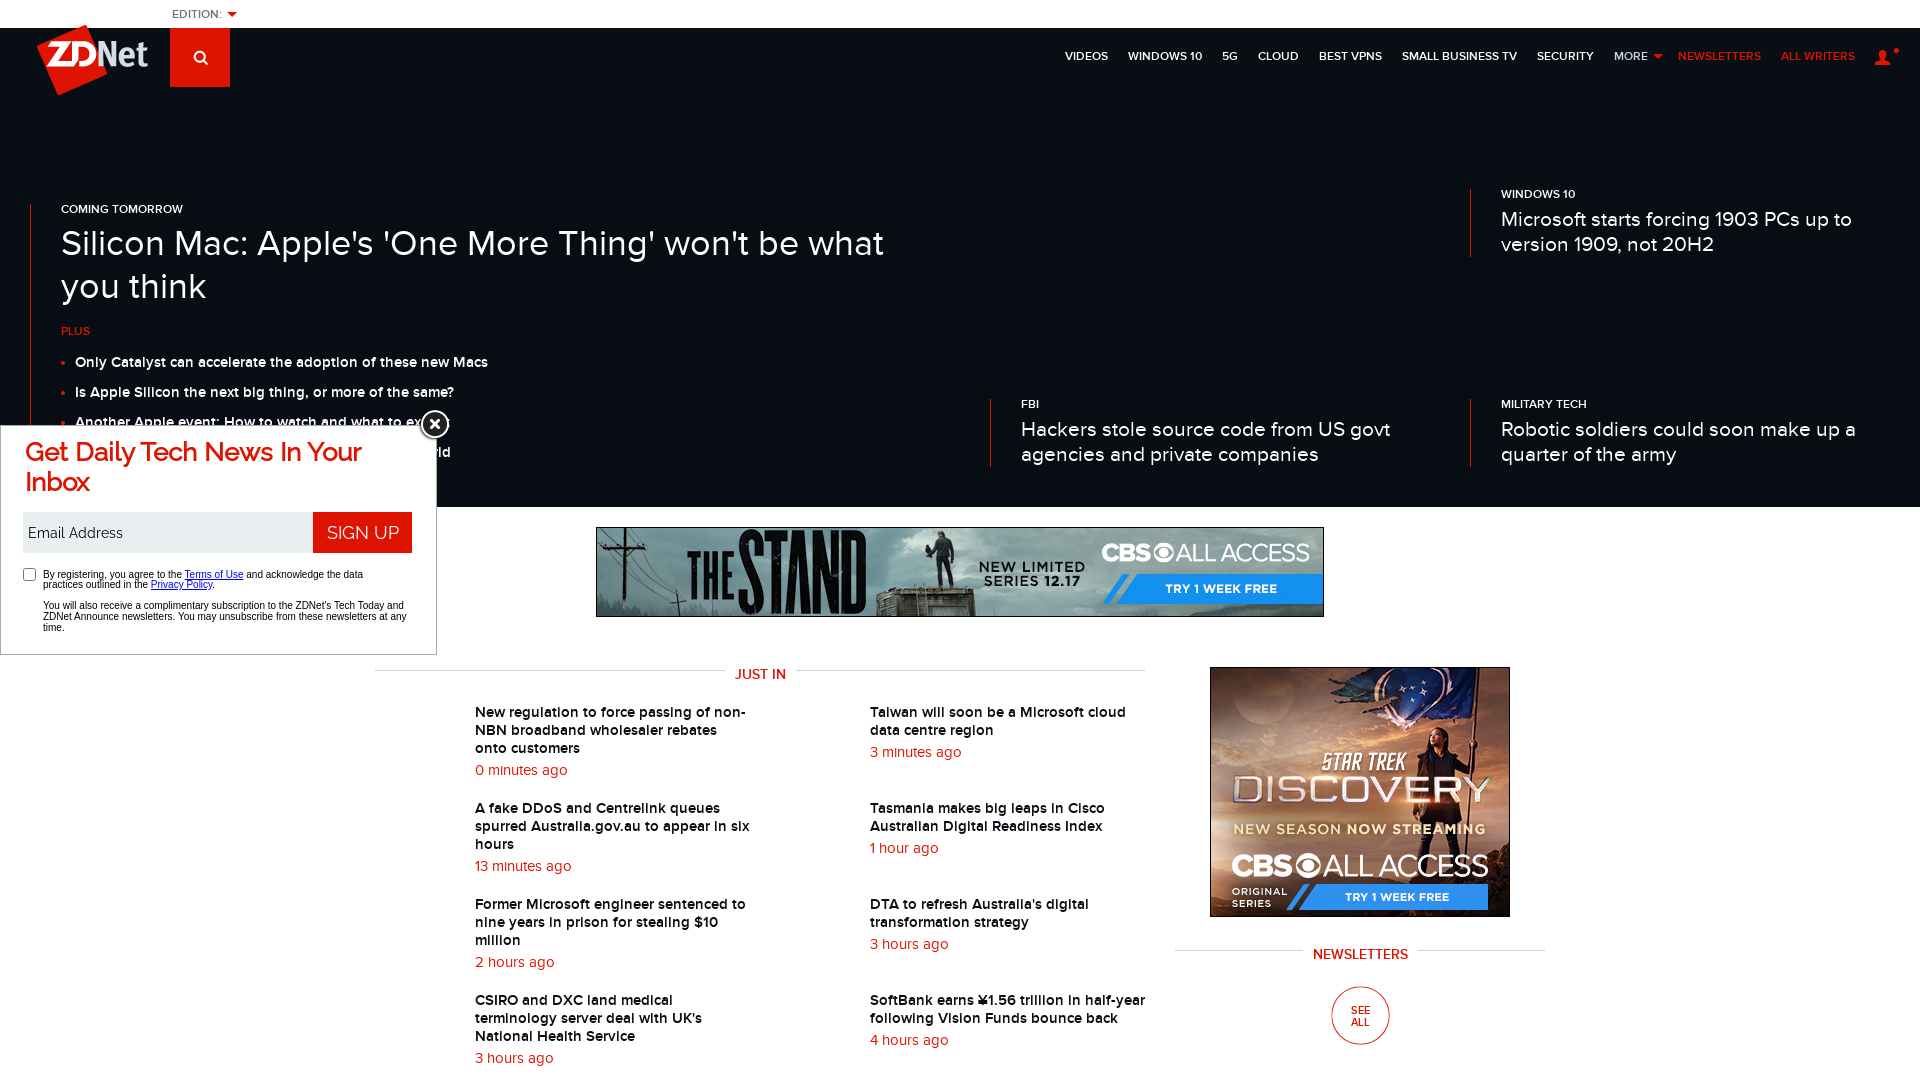 EDITION:
ZDNet
VIDEOS
WINDOWS 10
5G
CLOUD
BEST VPNS
SMALL BUSINESS TV
SECURITY
MORE
NEWSLETTERS
ALL WRITERS
COMING TOMORROW
Silicon Mac: Apple's 'One More Thing' won't be what
you think
PLUS
Only Catalyst can accelerate the adoption of these new Macs
Is Apple Silicon the next big thing, or more of the same?
Another Apple event: How to watch and what to
WINDOWS 10
Microsoft starts forcing 1903 PCs up to
version 1909, not 20H2
FBI
Hackers stole source code from US govt
agencies and private companies
MILITARY TECH
Robotic soldiers could soon make up a
quarter of the army
Get Daily Tech News In Your
Inbox
Email Address
SIGN UP
By registering, you agree to the Terms of Use and acknowledge the data
practices outlined in the Privacy Policy.
You will also receive a complimentary subscription to the ZDNet's Tech Today and
ZDNet Announce newsletters. You may unsubscribe from these newsletters at any
time.
THE STAND
NEW LIMITED
SERIES 12.17
CBS ALL ACCESS
TRY 1 WEEK FREE
JUST IN
New regulation to force passing of non-
NBN broadband wholesaler rebates
onto customers
0 minutes ago
Taiwan will soon be a Microsoft cloud
data centre region
3 minutes ago
A fake DDoS and Centrelink queues
spurred Australia.gov.au to appear in six
hours
13 minutes ago
Tasmania makes big leaps in Cisco
Australian Digital Readiness Index
1 hour ago
Former Microsoft engineer sentenced to
nine years in prison for stealing $10
million
2 hours ago
DTA to refresh Australia's digital
transformation strategy
3 hours ago
CSIRO and DXC land medical
terminology server deal with UK's
National Health Service
3 hours ago
SoftBank earns ¥1.56 trillion in half-year
following Vision Funds bounce back
4 hours ago
STAR TREK
DISCOVERY
NEW SEASON NOW STREAMING
CBS ALL ACCESS
ORIGINAL
SERIES
TRY 1 WEEK FREE
NEWSLETTERS
SEE
ALL